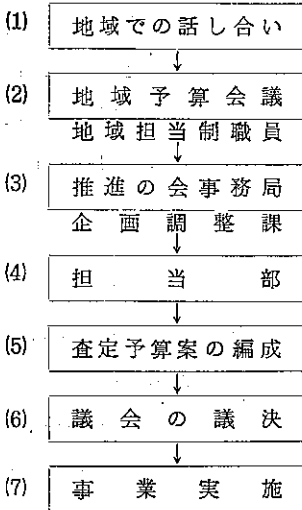 (1) 地域での話し合い
(2) 地域予算会議
地域担当制職員
(3) 推進の会事務局
企画調整課
(4) 担当部
(5) 査定予算案の編成
(6) 議会の議決
(7) 事業実施